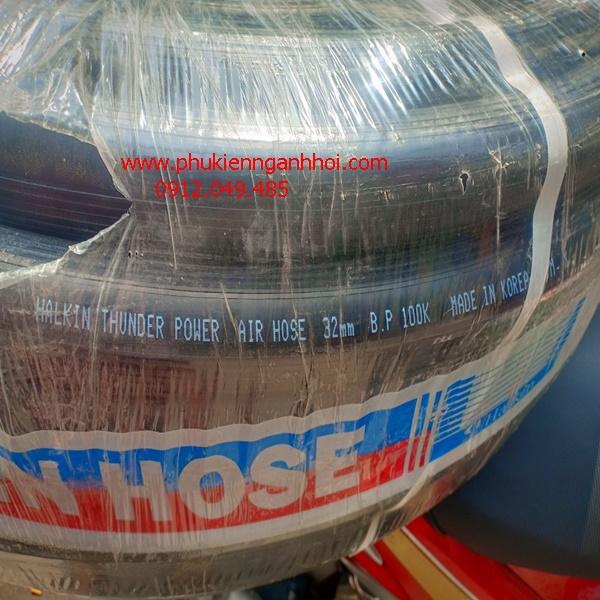 www.phukiennganhhoi.com
0912.049.485
HALKIN THUNDER POWER AIR HOSE 32mm B.P 100K MADE IN KOREA
HOSE